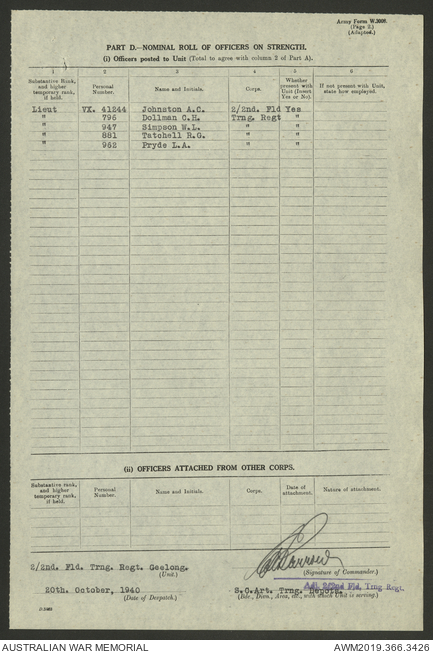 Army Form W.3008.
(Page 2.)
(Adapted.)
PART D.—NOMINAL ROLL OF OFFICERS ON STRENGTH.
(i) Officers posted to Unit (Total to agree with column 2 of Part A).
1 2 3 4 5 6
Substantive Rank, and higher temporary rank, if held. Personal Number. Name and Initials. Corps. Whether present with Unit (Insert Yes or No). If not present with Unit, state how employed.
Lieut VX. 41244 Johnston A.C. 2/2nd. Fld Yes
" 796 Dollman C.H. Trng. Regt "
" 947 Simpson W.L. " "
" 881 Tatchell R.G. " "
" 962 Pryde L.A. " "
(ii) OFFICERS ATTACHED FROM OTHER CORPS.
Substantive rank, and higher temporary rank, if held. Personal Number. Name and Initials. Corps. Date of attachment. Nature of attachment.
2/2nd. Fld. Trng. Regt. Geelong.
(Unit.)
(Signature of Commander.)
2/2nd Fld. Trng Regt.
20th. October, 1940 S.C.Art. Trng. Depots.
(Date of Despatch) (Bde., Divn., Area, etc., with which Unit is serving.)
AUSTRALIAN WAR MEMORIAL AWM2019.366.3426